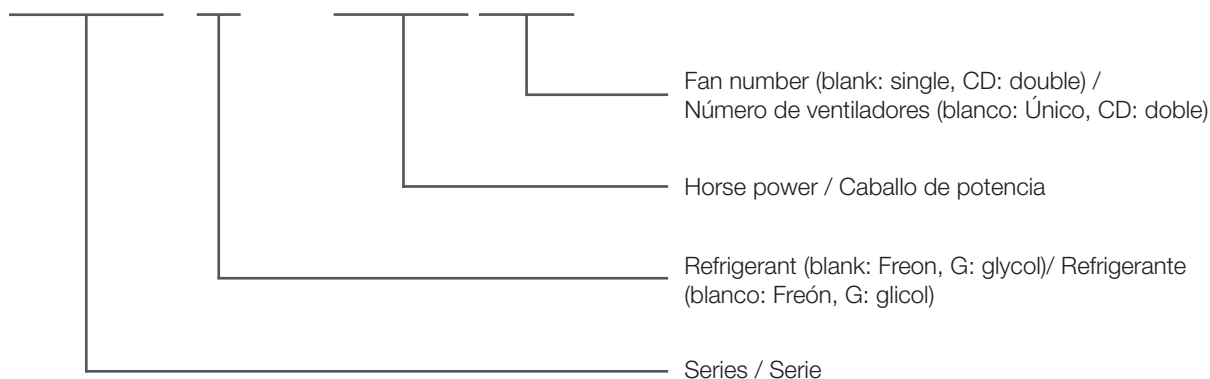 Fan number (blank: single, CD: double) /
Número de ventiladores (blanco: Único, CD: doble)
Horse power / Caballo de potencia
Refrigerant (blank: Freon, G: glycol)/ Refrigerante
(blanco: Freón, G: glicol)
Series / Serie